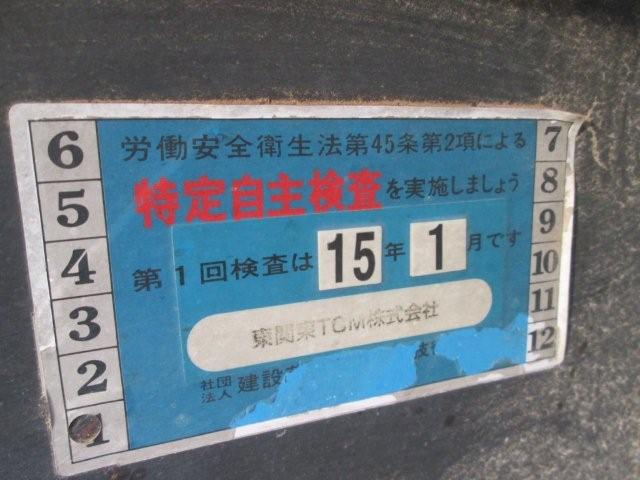 労働安全衛生法第45条第2項による
特定自主検査を実施しましょう
第1回検査は 15 年 1 月です
東関東TCM株式会社
社団法人 建設
6
5
4
3
2
1
7
8
9
10
11
12